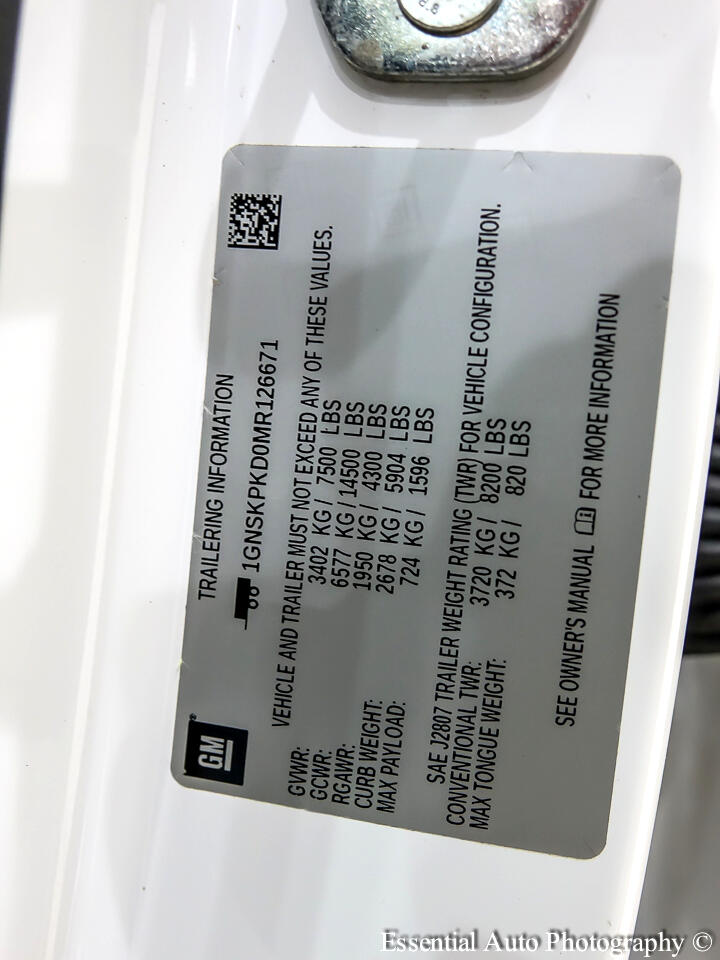 GM
TRAILERING INFORMATION
1GNSKPKD0MR126671
VEHICLE AND TRAILER MUST NOT EXCEED ANY OF THESE VALUES.
GVWR: 3402 KG / 7500 LBS
GCWR: 6577 KG / 14500 LBS
RGAWR: 1950 KG / 4300 LBS
CURB WEIGHT: 2678 KG / 5904 LBS
MAX PAYLOAD: 724 KG / 1596 LBS
SAE J2807 TRAILER WEIGHT RATING (TWR) FOR VEHICLE CONFIGURATION.
CONVENTIONAL TWR: 3720 KG / 8200 LBS
MAX TONGUE WEIGHT: 372 KG / 820 LBS
SEE OWNER'S MANUAL FOR MORE INFORMATION
Essential Auto Photography ©